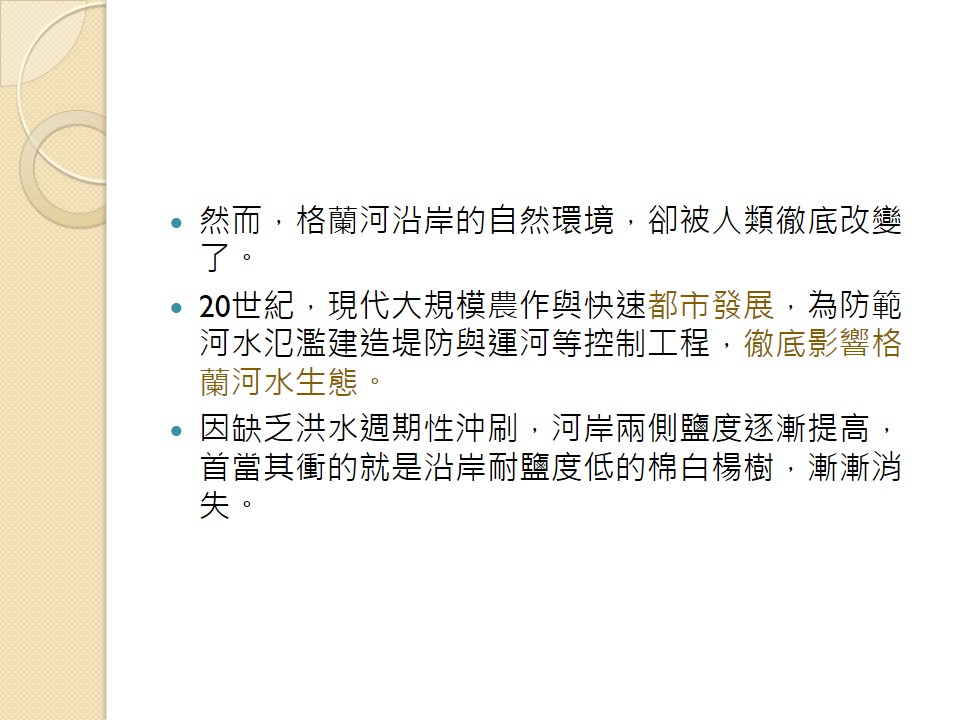 然而，格蘭河沿岸的自然環境，卻被人類徹底改變
了。
20世紀，現代大規模農作與快速都市發展，為防範
河水氾濫建造堤防與運河等控制工程，徹底影響格
蘭河水生態。
因缺乏洪水週期性沖刷，河岸兩側鹽度逐漸提高，
首當其衝的就是沿岸耐鹽度低的棉白楊樹，漸漸消
失。